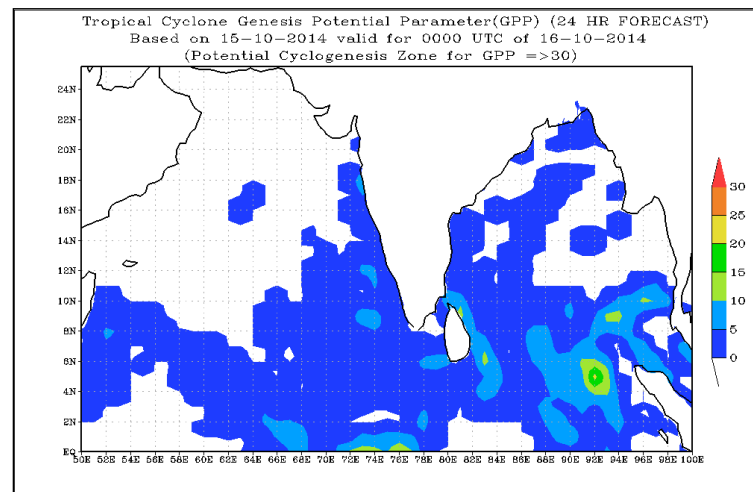 Tropical Cyclone Genesis Potential Parameter(GPP) (24 HR FORECAST)
Based on 15-10-2014 valid for 0000 UTC of 16-10-2014
(Potential Cyclogenesis Zone for GPP =>30)
24N
22N
20N
18N
16N
14N
12N
10N
8N
6N
4N
2N
EQ
50E 52E 54E 56E 58E 60E 62E 64E 66E 68E 70E 72E 74E 76E 78E 80E 82E 84E 86E 88E 90E 92E 94E 96E 98E 100E
30
25
20
15
10
5
0